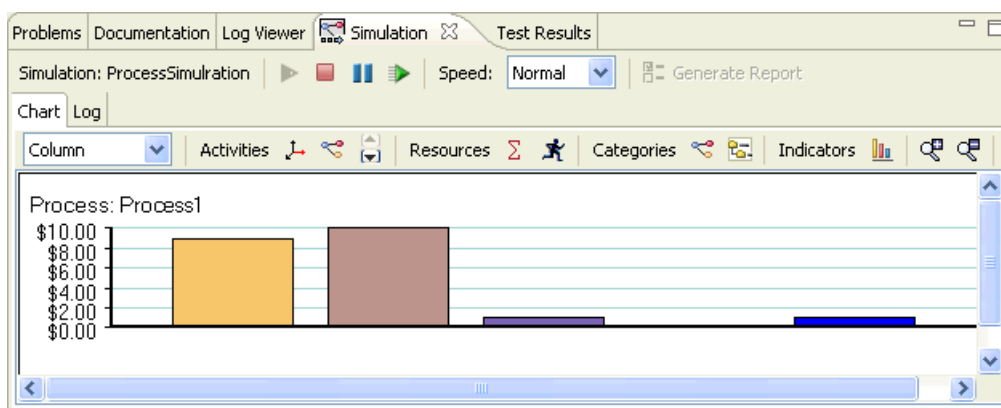 Problems Documentation Log Viewer Simulation Test Results
Simulation: ProcessSimulration Speed: Normal Generate Report
Chart Log
Column Activities Resources Σ Categories Indicators
Process: Process1
$10.00
$8.00
$6.00
$4.00
$2.00
$0.00